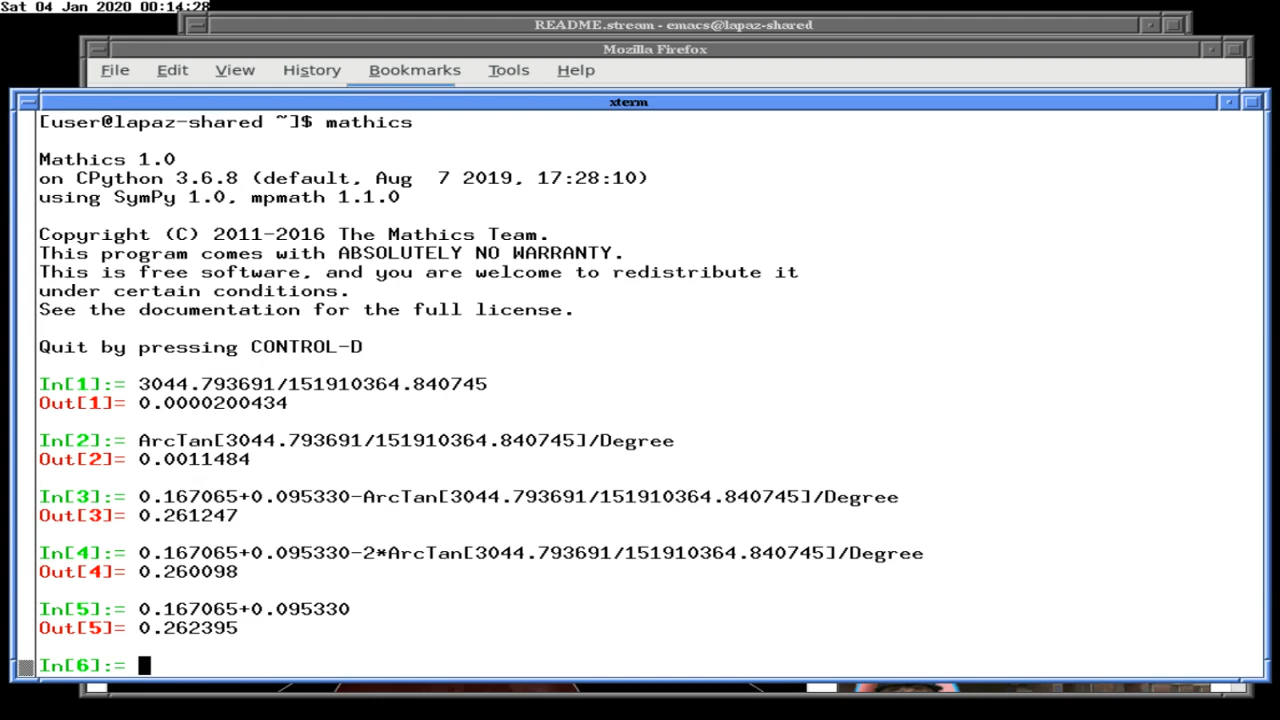 Sat 04 Jan 2020 00:14:28
README.stream - emacs@lapaz-shared
Mozilla Firefox
File Edit View History Bookmarks Tools Help
xterm
[user@lapaz-shared ~]$ mathics
Mathics 1.0
on CPython 3.6.8 (default, Aug  7 2019, 17:28:10)
using SymPy 1.0, mpmath 1.1.0
Copyright (C) 2011-2016 The Mathics Team.
This program comes with ABSOLUTELY NO WARRANTY.
This is free software, and you are welcome to redistribute it
under certain conditions.
See the documentation for the full license.
Quit by pressing CONTROL-D
In[1]:= 3044.793691/151910364.840745
Out[1]= 0.0000200434
In[2]:= ArcTan[3044.793691/151910364.840745]/Degree
Out[2]= 0.0011484
In[3]:= 0.167065+0.095330-ArcTan[3044.793691/151910364.840745]/Degree
Out[3]= 0.261247
In[4]:= 0.167065+0.095330-2*ArcTan[3044.793691/151910364.840745]/Degree
Out[4]= 0.260098
In[5]:= 0.167065+0.095330
Out[5]= 0.262395
In[6]:=